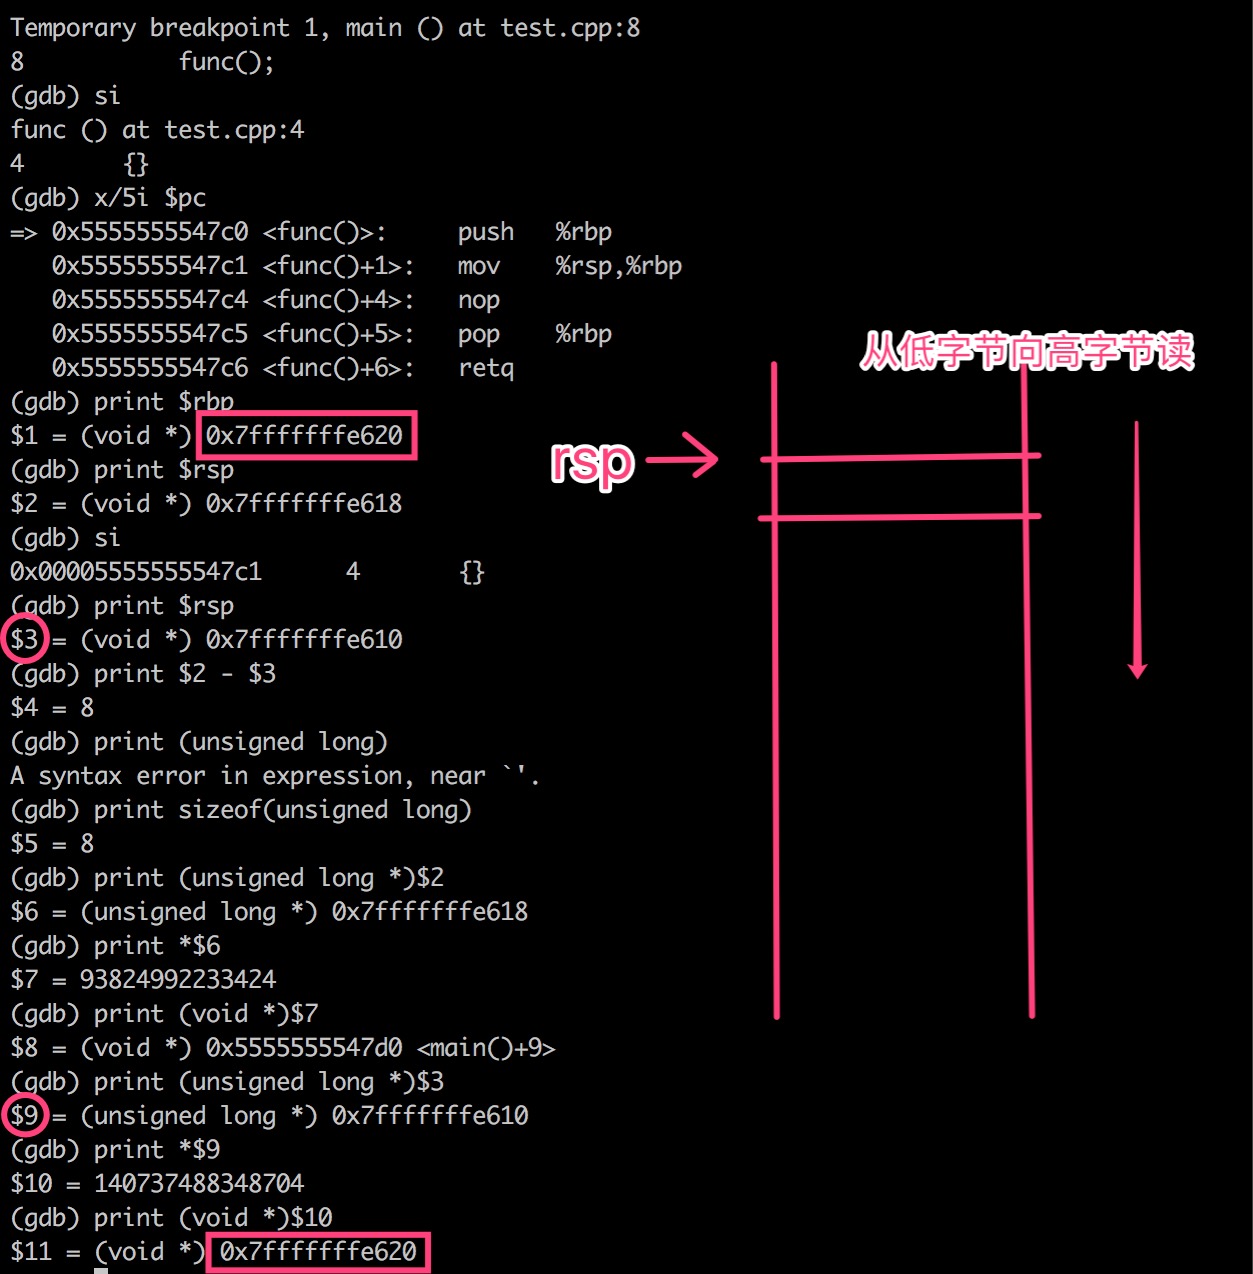 Temporary breakpoint 1, main () at test.cpp:8
8           func();
(gdb) si
func () at test.cpp:4
4       {}
(gdb) x/5i $pc
=> 0x5555555547c0 <func()>:     push   %rbp
   0x5555555547c1 <func()+1>:   mov    %rsp,%rbp
   0x5555555547c4 <func()+4>:   nop
   0x5555555547c5 <func()+5>:   pop    %rbp
   0x5555555547c6 <func()+6>:   retq
(gdb) print $rbp
$1 = (void *) 0x7fffffffe620
(gdb) print $rsp
$2 = (void *) 0x7fffffffe618
(gdb) si
0x00005555555547c1      4       {}
(gdb) print $rsp
$3 = (void *) 0x7fffffffe610
(gdb) print $2 - $3
$4 = 8
(gdb) print (unsigned long)
A syntax error in expression, near `'.
(gdb) print sizeof(unsigned long)
$5 = 8
(gdb) print (unsigned long *)$2
$6 = (unsigned long *) 0x7fffffffe618
(gdb) print *$6
$7 = 93824992233424
(gdb) print (void *)$7
$8 = (void *) 0x5555555547d0 <main()+9>
(gdb) print (unsigned long *)$3
$9 = (unsigned long *) 0x7fffffffe610
(gdb) print *$9
$10 = 140737488348704
(gdb) print (void *)$10
$11 = (void *) 0x7fffffffe620
从低字节向高字节读
rsp